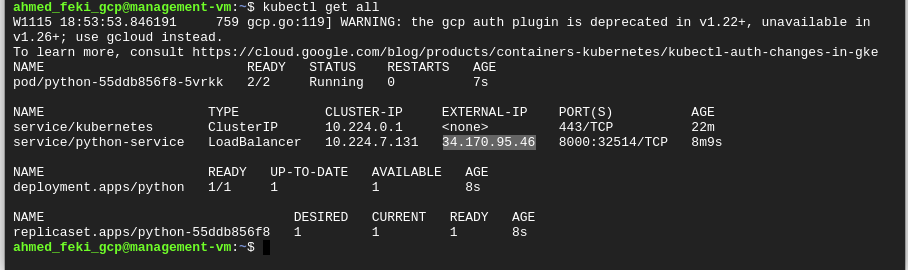 ahmed_feki_gcp@management-vm:~$ kubectl get all
W1115 18:53:53.846191     759 gcp.go:119] WARNING: the gcp auth plugin is deprecated in v1.22+, unavailable in
v1.26+; use gcloud instead.
To learn more, consult https://cloud.google.com/blog/products/containers-kubernetes/kubectl-auth-changes-in-gke
NAME                          READY   STATUS    RESTARTS   AGE
pod/python-55ddb856f8-5vrkk   2/2     Running   0          7s
NAME                     TYPE           CLUSTER-IP     EXTERNAL-IP    PORT(S)          AGE
service/kubernetes       ClusterIP      10.224.0.1     <none>         443/TCP          22m
service/python-service   LoadBalancer   10.224.7.131   34.170.95.46   8000:32514/TCP   8m9s
NAME                     READY   UP-TO-DATE   AVAILABLE   AGE
deployment.apps/python   1/1     1            1           8s
NAME                                DESIRED   CURRENT   READY   AGE
replicaset.apps/python-55ddb856f8   1         1         1       8s
ahmed_feki_gcp@management-vm:~$